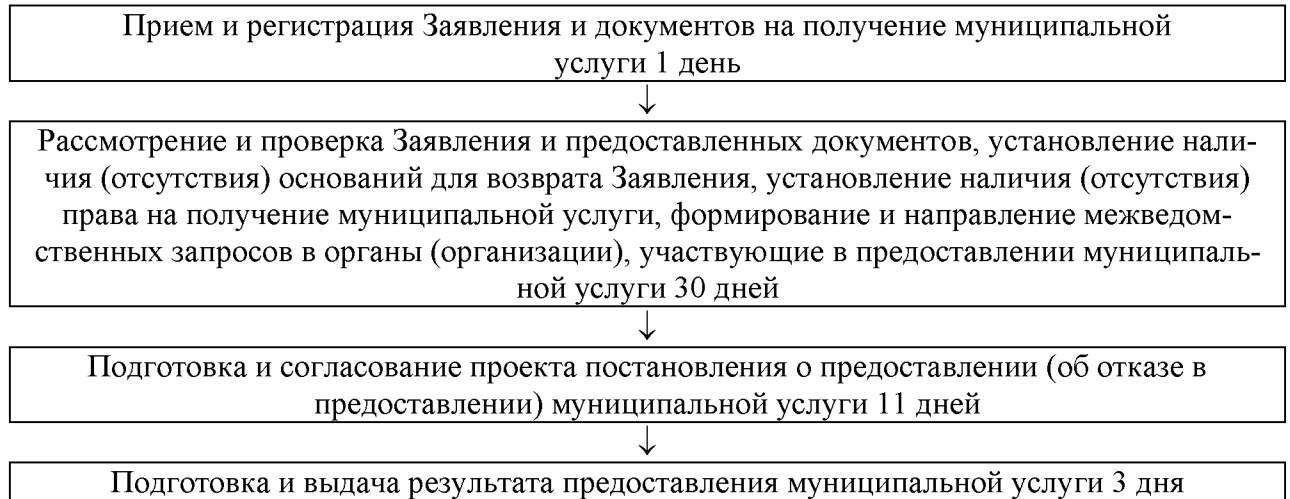 Прием и регистрация Заявления и документов на получение муниципальной
услуги 1 день
↓
Рассмотрение и проверка Заявления и предоставленных документов, установление нали-
чия (отсутствия) оснований для возврата Заявления, установление наличия (отсутствия)
права на получение муниципальной услуги, формирование и направление межведом-
ственных запросов в органы (организации), участвующие в предоставлении муниципаль-
ной услуги 30 дней
↓
Подготовка и согласование проекта постановления о предоставлении (об отказе в
предоставлении) муниципальной услуги 11 дней
↓
Подготовка и выдача результата предоставления муниципальной услуги 3 дня